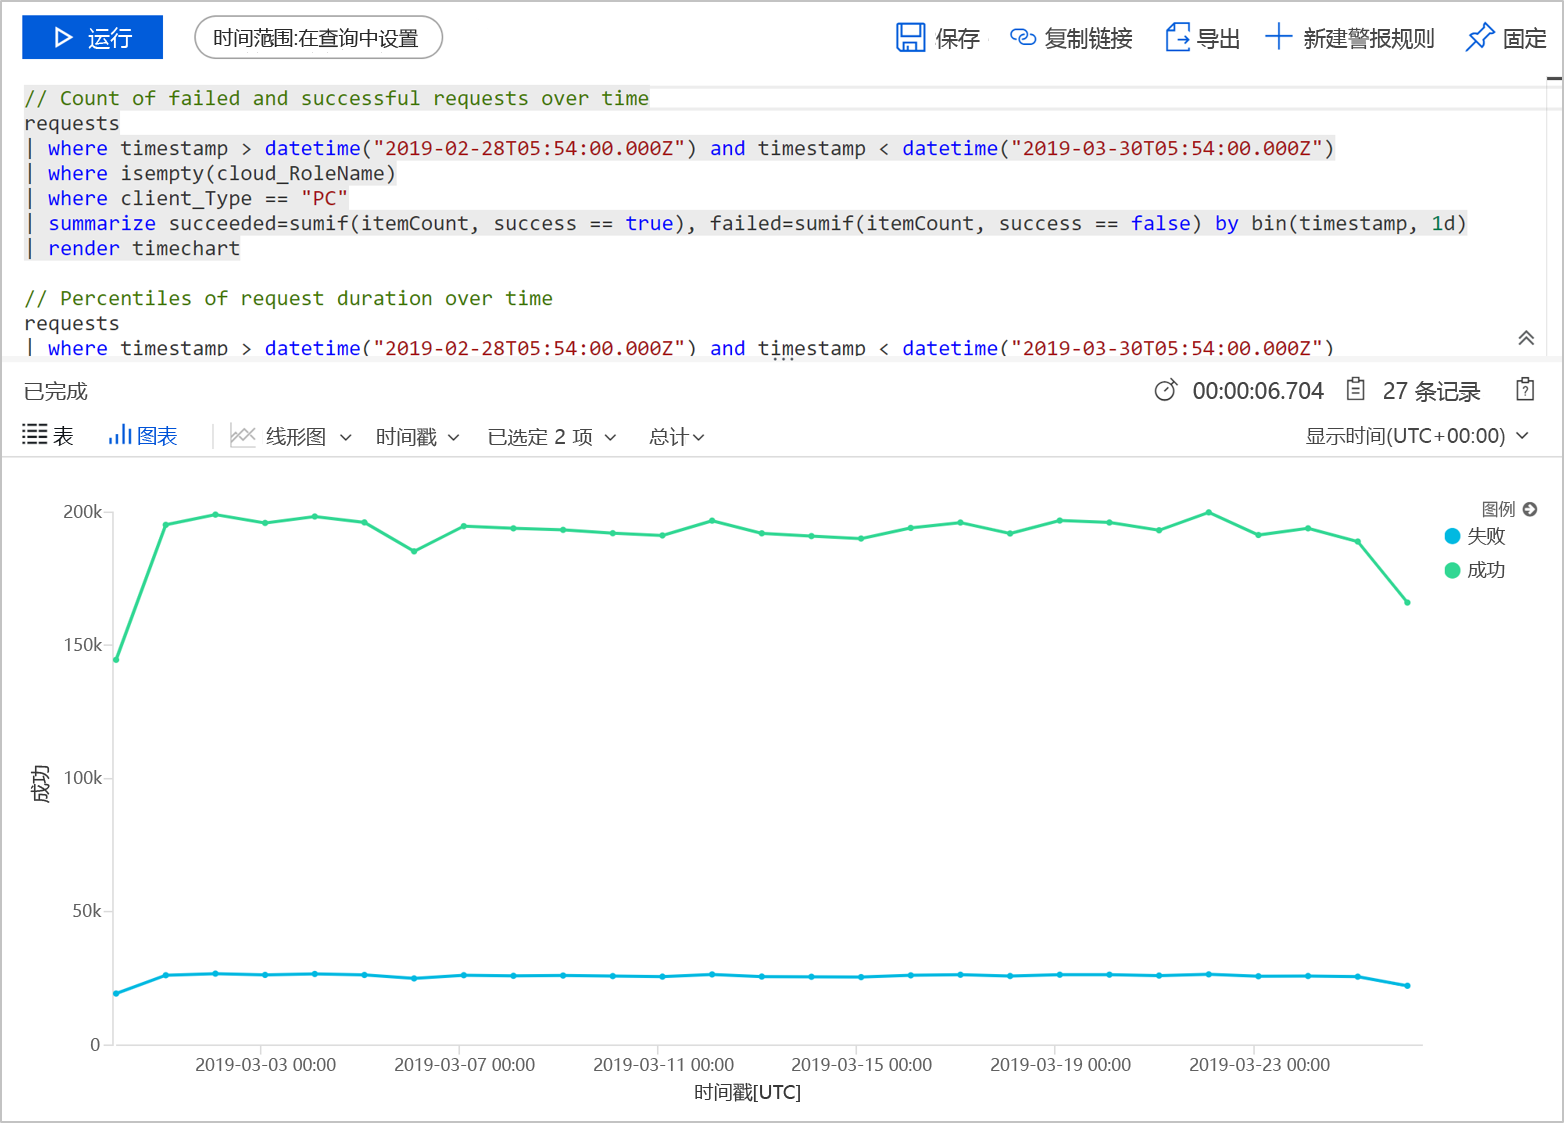 运行 时间范围:在查询中设置 保存 复制链接 导出 新建警报规则 固定
// Count of failed and successful requests over time
requests
| where timestamp > datetime("2019-02-28T05:54:00.000Z") and timestamp < datetime("2019-03-30T05:54:00.000Z")
| where isempty(cloud_RoleName)
| where client_Type == "PC"
| summarize succeeded=sumif(itemCount, success == true), failed=sumif(itemCount, success == false) by bin(timestamp, 1d)
| render timechart
// Percentiles of request duration over time
requests
| where timestamp > datetime("2019-02-28T05:54:00.000Z") and timestamp < datetime("2019-03-30T05:54:00.000Z")
已完成 00:00:06.704 27 条记录
表 图表 线形图 时间戳 已选定 2 项 总计 显示时间(UTC+00:00)
200k
150k
100k
50k
0
成功
图例
失败
成功
2019-03-03 00:00 2019-03-07 00:00 2019-03-11 00:00 2019-03-15 00:00 2019-03-19 00:00 2019-03-23 00:00
时间戳[UTC]